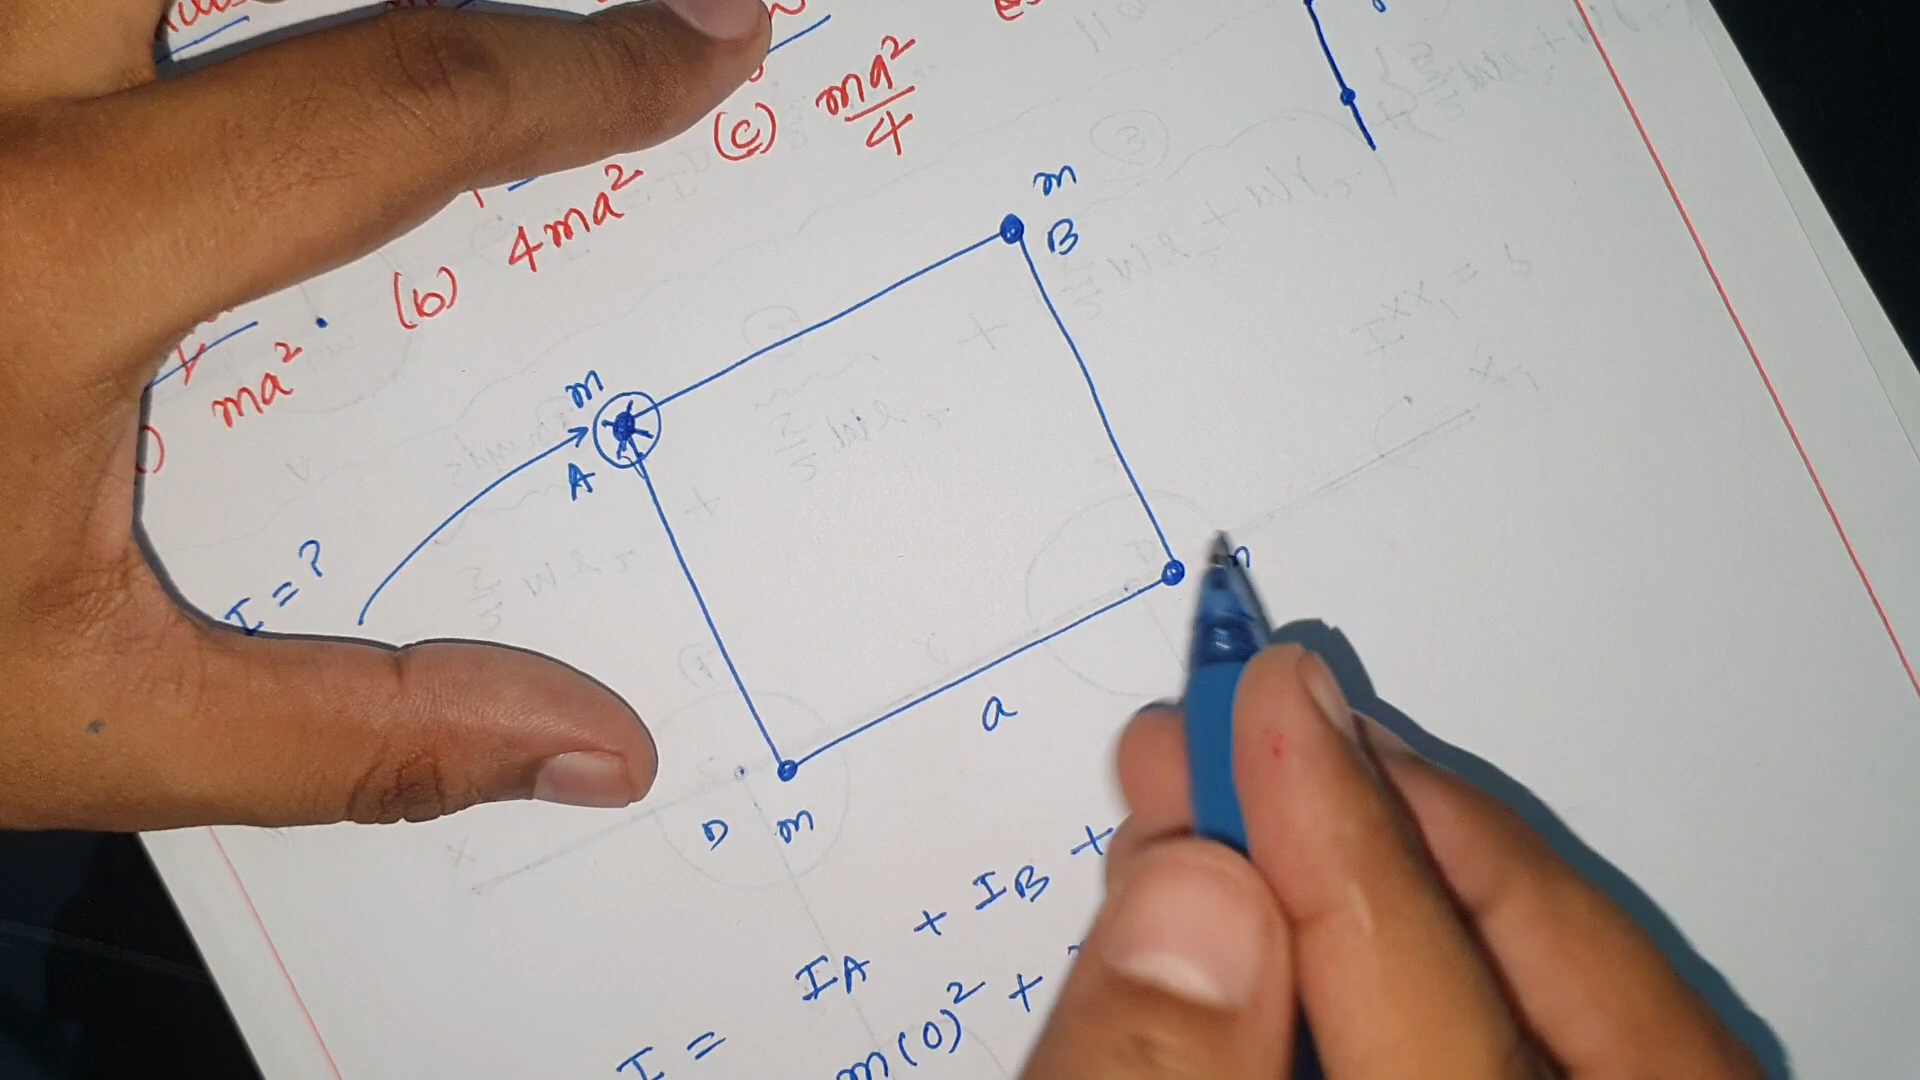 (c) ma²/4
(b) 4ma²
ma²
m
B
m
A
I = ?
a
D m
I = IA + IB +
m(0)² +